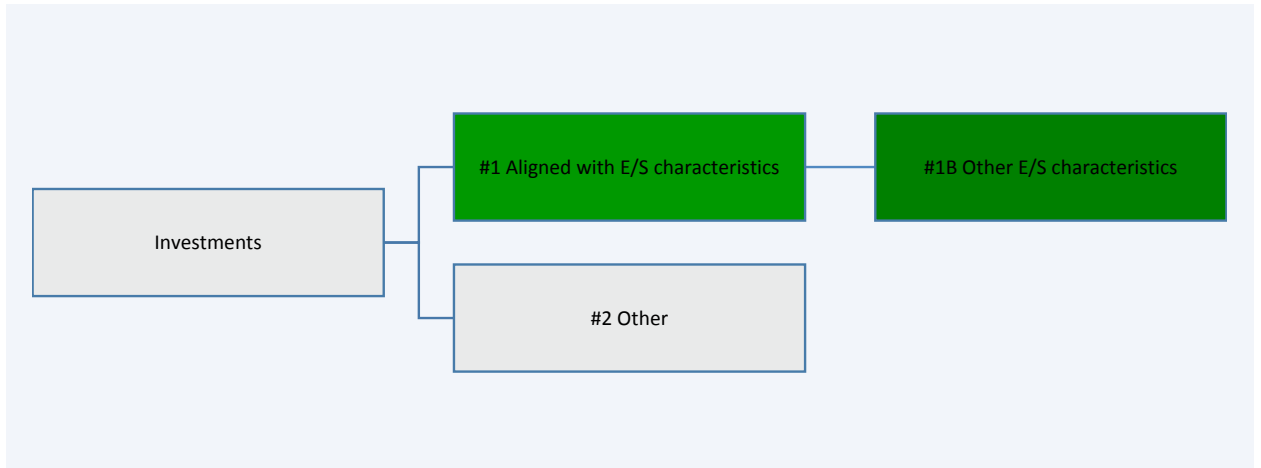 #1 Aligned with E/S characteristics
#1B Other E/S characteristics
Investments
#2 Other